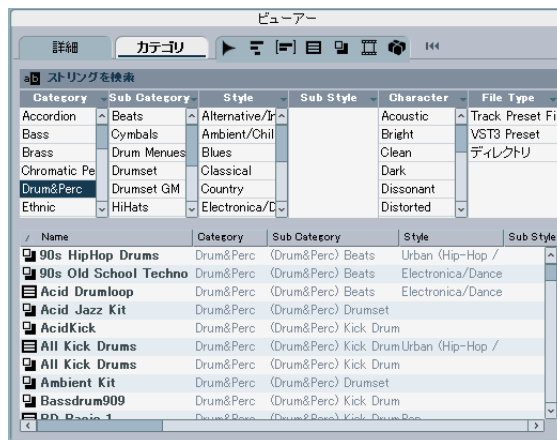 ビューアー
詳細 カテゴリ
ストリングを検索
Category Sub Category Style Sub Style Character File Type
Accordion Beats Alternative/In Acoustic Track Preset Fi
Bass Cymbals Ambient/Chil Bright VST3 Preset
Brass Drum Menues Blues Clean ディレクトリ
Chromatic Pe Drumset Classical Dark
Drum&Perc Drumset GM Country Dissonant
Ethnic HiHats Electronica/D Distorted
Name Category Sub Category Style Sub Style
90s HipHop Drums Drum&Perc (Drum&Perc) Beats Urban (Hip-Hop /
90s Old School Techno Drum&Perc (Drum&Perc) Beats Electronica/Dance
Acid Drumloop Drum&Perc (Drum&Perc) Beats Electronica/Dance
Acid Jazz Kit Drum&Perc (Drum&Perc) Drumset
AcidKick Drum&Perc (Drum&Perc) Kick Drum
All Kick Drums Drum&Perc (Drum&Perc) Kick Drum Urban (Hip-Hop /
All Kick Drums Drum&Perc (Drum&Perc) Kick Drum
Ambient Kit Drum&Perc (Drum&Perc) Drumset
Bassdrum909 Drum&Perc (Drum&Perc) Kick Drum